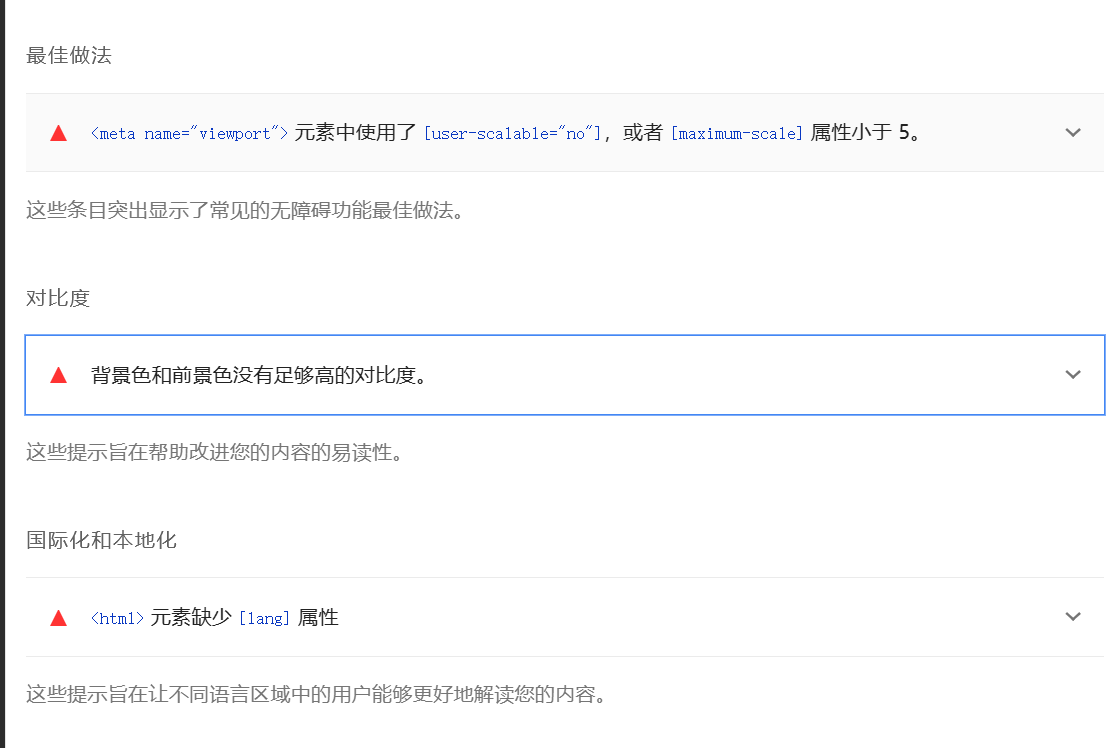 最佳做法
<meta name="viewport"> 元素中使用了 [user-scalable="no"]，或者 [maximum-scale] 属性小于 5。
这些条目突出显示了常见的无障碍功能最佳做法。
对比度
背景色和前景色没有足够高的对比度。
这些提示旨在帮助改进您的内容的易读性。
国际化和本地化
<html> 元素缺少 [lang] 属性
这些提示旨在让不同语言区域中的用户能够更好地解读您的内容。